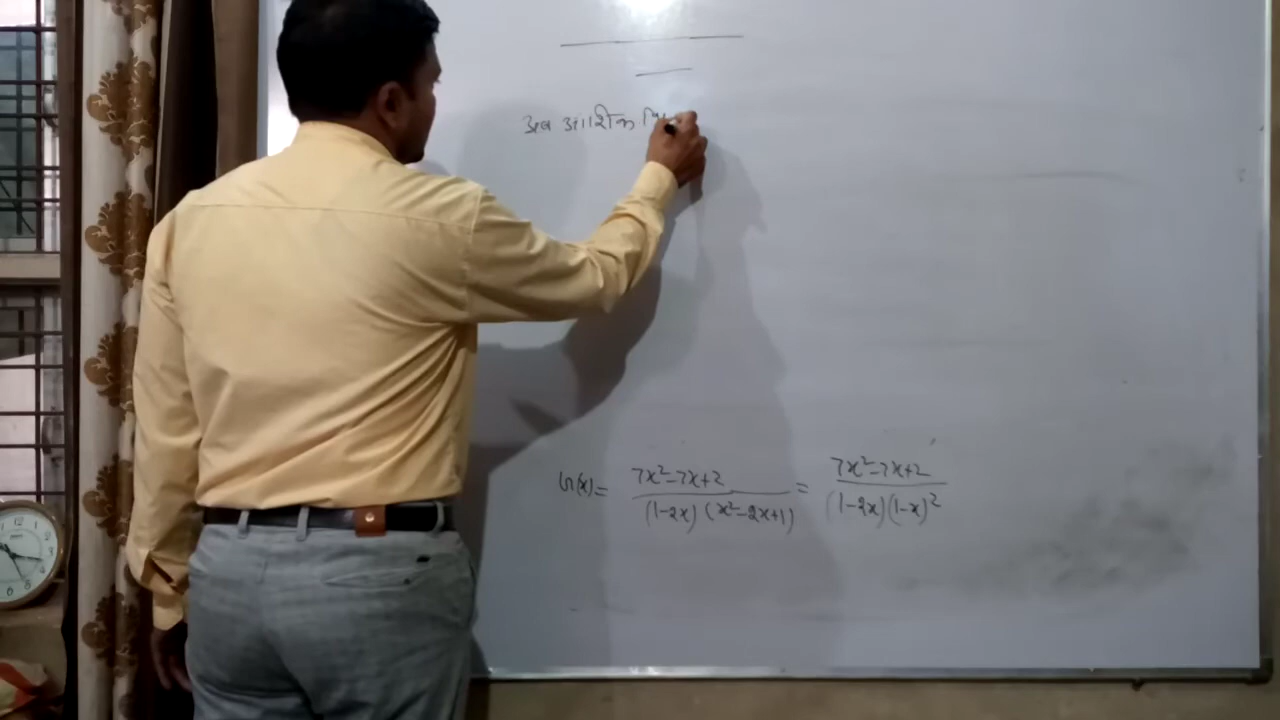 अब आंशिक
G(x) = 7x²-7x+2 / (1-2x) (x²-2x+1) = 7x²-7x+2 / (1-2x)(1-x)²